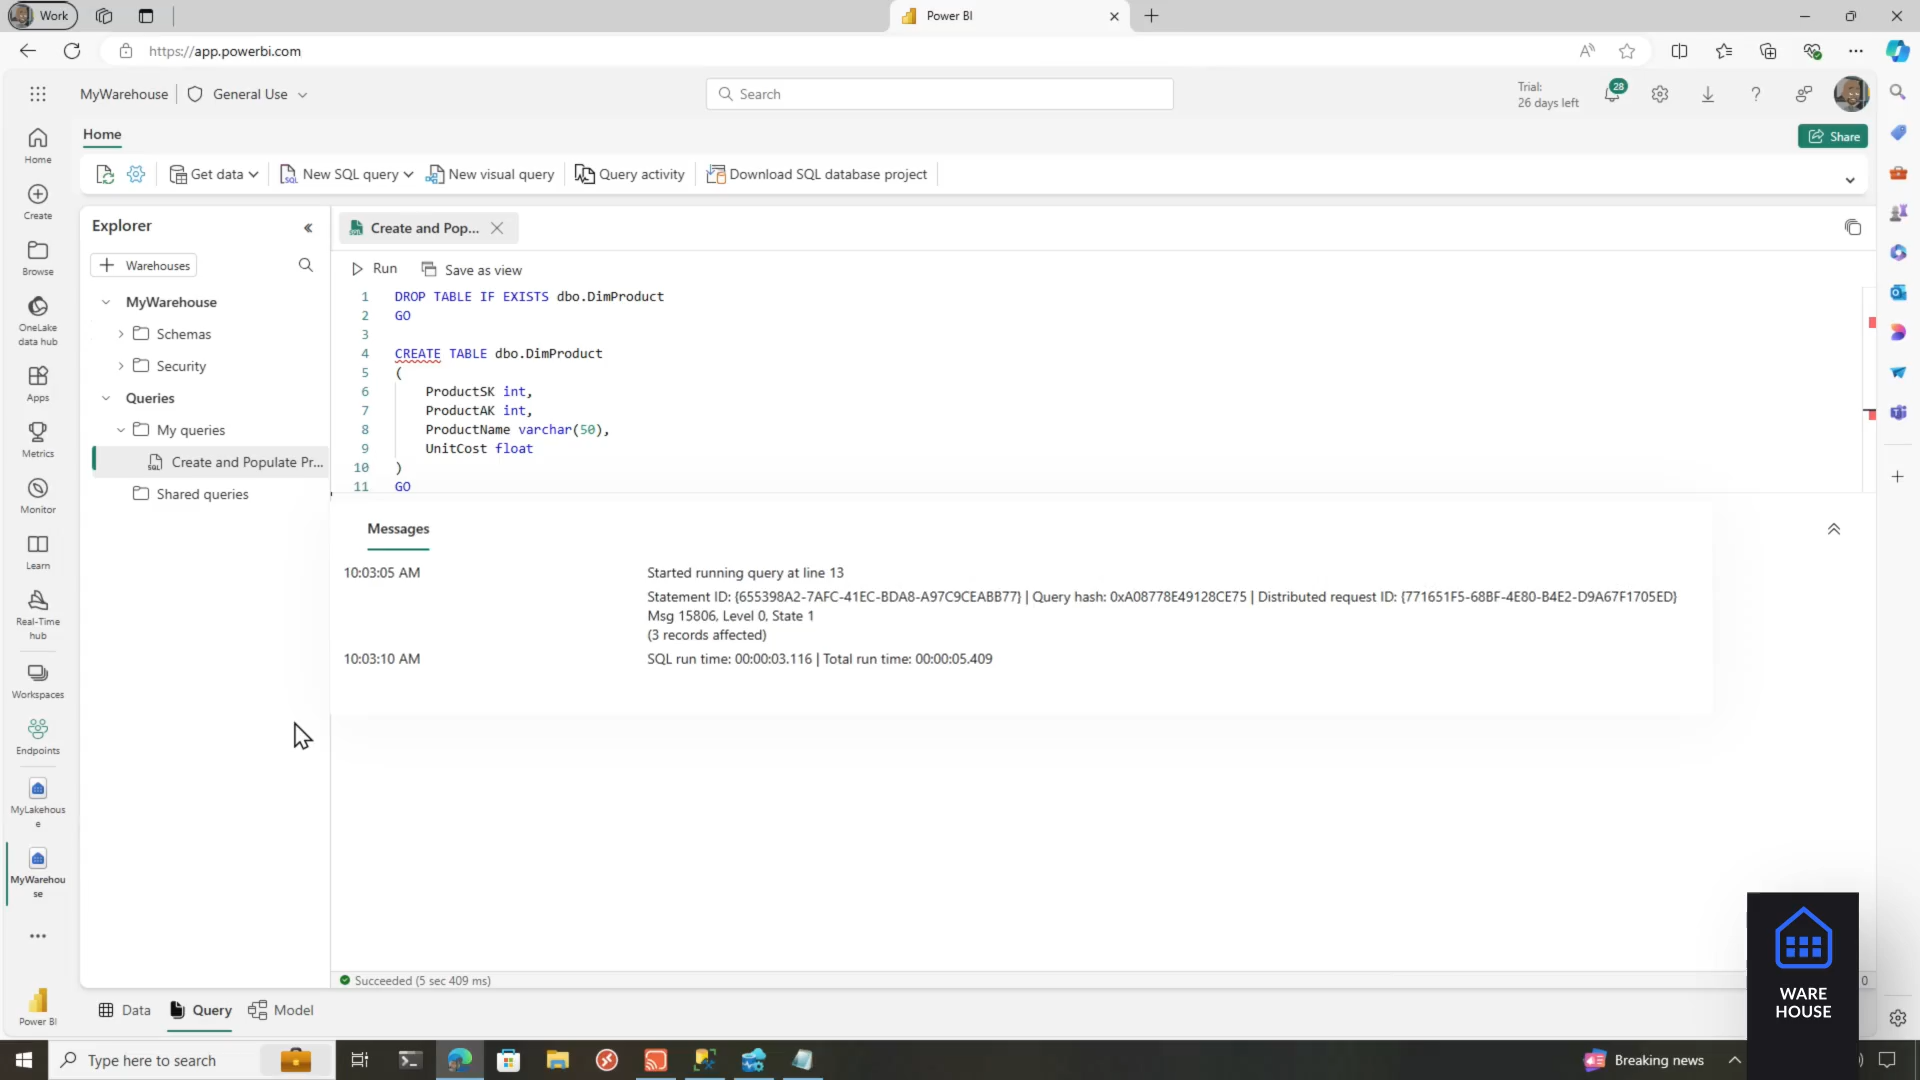 Work
Power BI
https://app.powerbi.com
MyWarehouse
General Use
Search
Trial:
26 days left
28
Home
Share
Get data
New SQL query
New visual query
Query activity
Download SQL database project
Home
Create
Browse
OneLake
data hub
Apps
Metrics
Monitor
Learn
Real-Time
hub
Workspaces
Endpoints
MyLakehous
e
MyWarehou
se
Power BI
Explorer
Warehouses
MyWarehouse
Schemas
Security
Queries
My queries
Create and Populate Pr...
Shared queries
Create and Pop...
Run
Save as view
1 DROP TABLE IF EXISTS dbo.DimProduct
2 GO
3
4 CREATE TABLE dbo.DimProduct
5 (
6 ProductSK int,
7 ProductAK int,
8 ProductName varchar(50),
9 UnitCost float
10 )
11 GO
Messages
10:03:05 AM Started running query at line 13
Statement ID: {655398A2-7AFC-41EC-BDA8-A97C9CEABB77} | Query hash: 0xA08778E49128CE75 | Distributed request ID: {771651F5-68BF-4E80-B4E2-D9A67F1705ED}
Msg 15806, Level 0, State 1
(3 records affected)
10:03:10 AM SQL run time: 00:00:03.116 | Total run time: 00:00:05.409
Succeeded (5 sec 409 ms)
0
Data
Query
Model
WARE
HOUSE
Type here to search
Breaking news